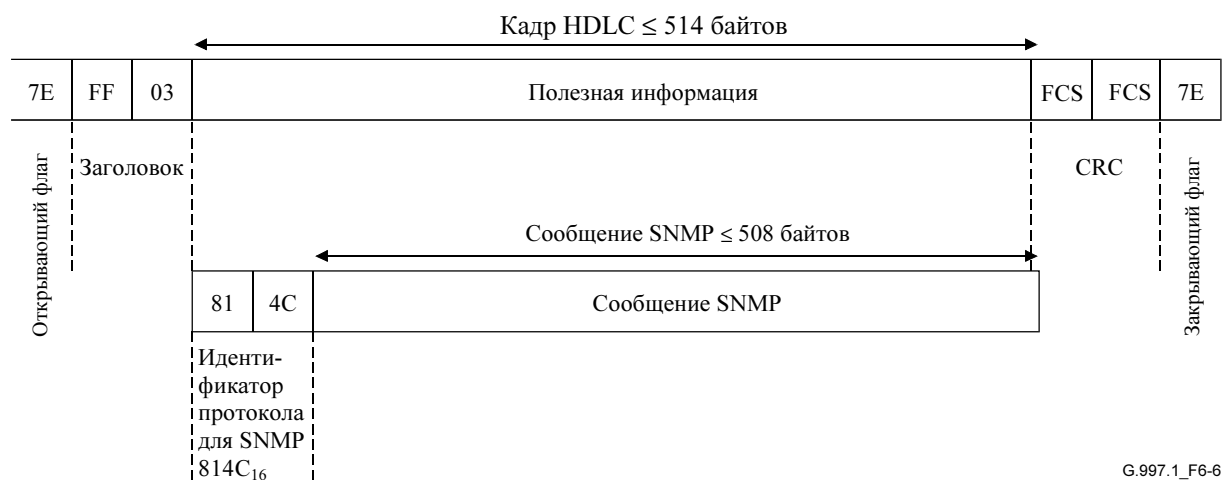 Кадр HDLC ≤ 514 байтов
7E FF 03 Полезная информация FCS FCS 7E
Открывающий флаг
Заголовок
CRC
Закрывающий флаг
Сообщение SNMP ≤ 508 байтов
81 4C Сообщение SNMP
Иденти-
фикатор
протокола
для SNMP
814C₁₆
G.997.1_F6-6